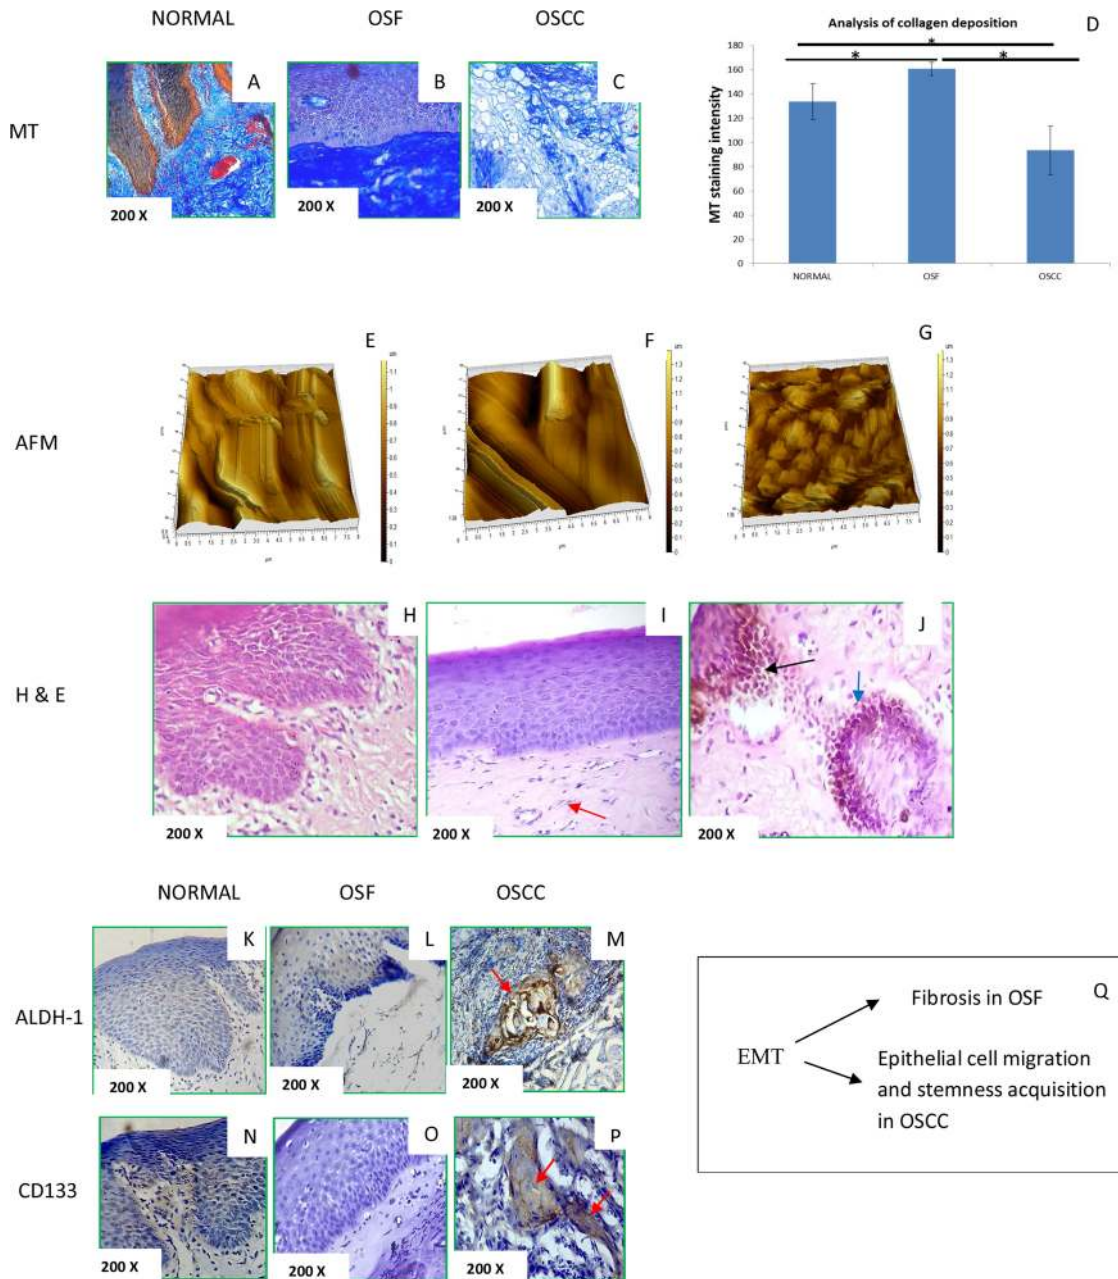 NORMAL
OSF
OSCC
MT
A
200 X
B
200 X
C
200 X
Analysis of collagen deposition
D
MT staining intensity
180
160
140
120
100
80
60
40
20
0
*
*
*
NORMAL
OSF
OSCC
AFM
E
F
G
H & E
H
200 X
I
200 X
J
200 X
NORMAL
OSF
OSCC
ALDH-1
K
200 X
L
200 X
M
200 X
CD133
N
200 X
O
200 X
P
200 X
Q
EMT
Fibrosis in OSF
Epithelial cell migration
and stemness acquisition
in OSCC